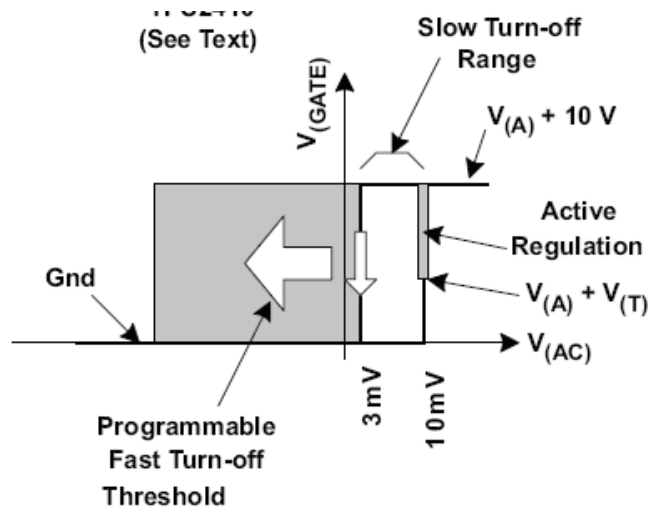 (See Text)
Slow Turn-off
Range
V(GATE)
V(A) + 10 V
Active
Regulation
Gnd
V(A) + V(T)
V(AC)
3 mV
10 mV
Programmable
Fast Turn-off
Threshold